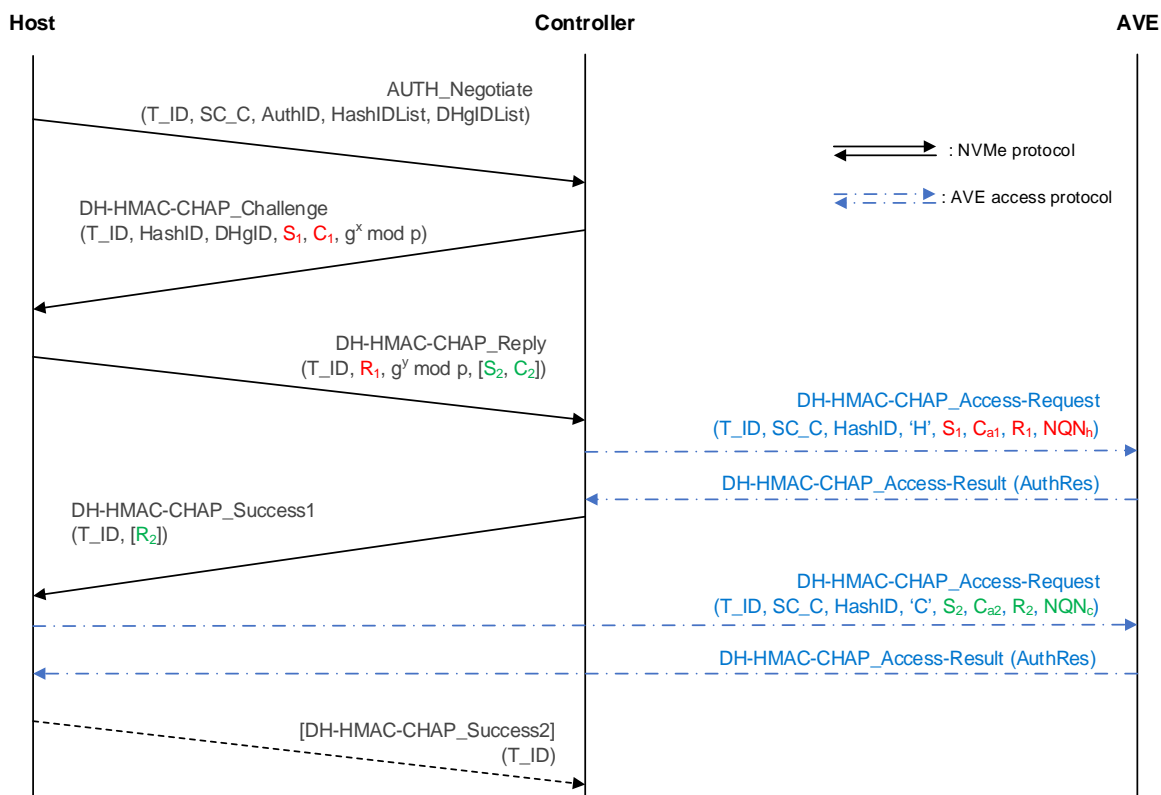 Host
Controller
AVE
AUTH_Negotiate
(T_ID, SC_C, AuthID, HashIDList, DHgIDList)
: NVMe protocol
: AVE access protocol
DH-HMAC-CHAP_Challenge
(T_ID, HashID, DHgID, S₁, C₁, gˣ mod p)
DH-HMAC-CHAP_Reply
(T_ID, R₁, gʸ mod p, [S₂, C₂])
DH-HMAC-CHAP_Access-Request
(T_ID, SC_C, HashID, ‘H’, Sₗ, Cₐ₁, R₁, NQNₕ)
DH-HMAC-CHAP_Access-Result (AuthRes)
DH-HMAC-CHAP_Success1
(T_ID, [R₂])
DH-HMAC-CHAP_Access-Request
(T_ID, SC_C, HashID, ‘C’, S₂, Cₐ₂, R₂, NQN꜀)
DH-HMAC-CHAP_Access-Result (AuthRes)
[DH-HMAC-CHAP_Success2]
(T_ID)